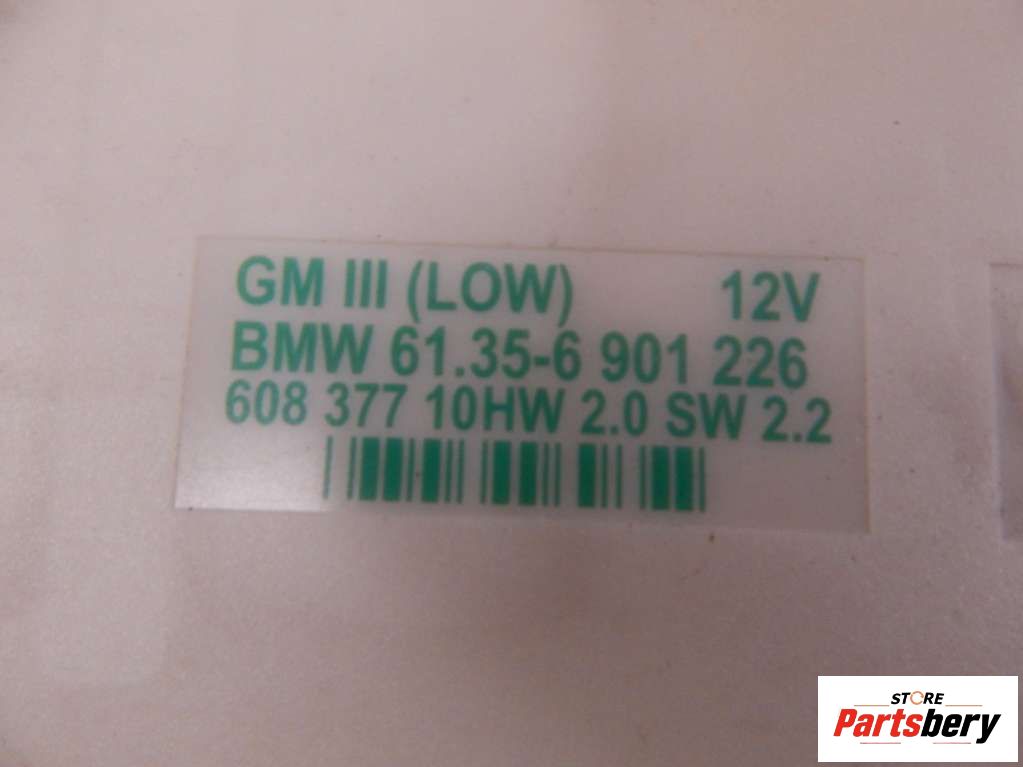 GM III (LOW) 12V
BMW 61.35-6 901 226
608 377 10HW 2.0 SW 2.2
STORE
Partsbery